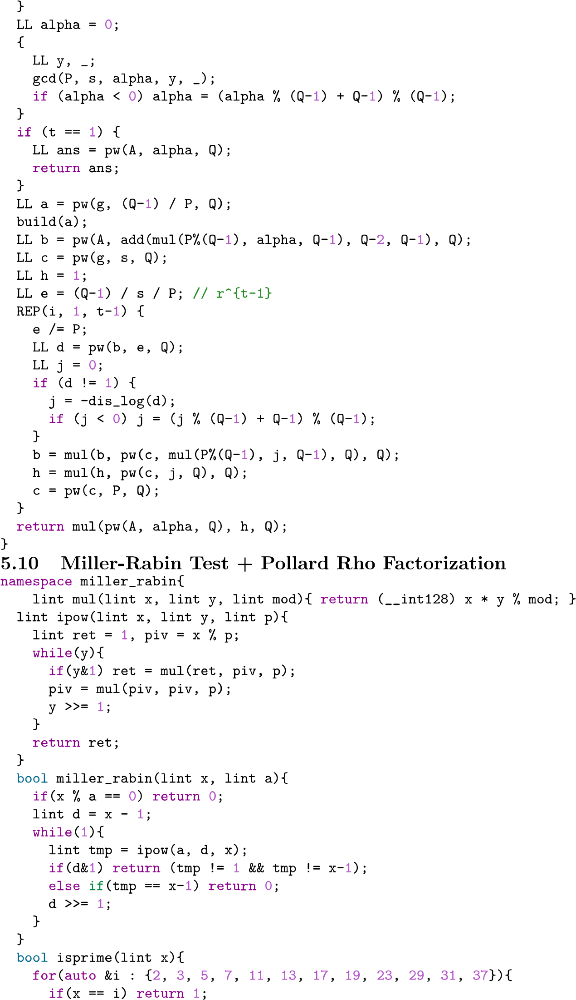 }
  LL alpha = 0;
  {
    LL y, _;
    gcd(P, s, alpha, y, _);
    if (alpha < 0) alpha = (alpha % (Q-1) + Q-1) % (Q-1);
  }
  if (t == 1) {
    LL ans = pw(A, alpha, Q);
    return ans;
  }
  LL a = pw(g, (Q-1) / P, Q);
  build(a);
  LL b = pw(A, add(mul(P%(Q-1), alpha, Q-1), Q-2, Q-1), Q);
  LL c = pw(g, s, Q);
  LL h = 1;
  LL e = (Q-1) / s / P; // r^{t-1}
  REP(i, 1, t-1) {
    e /= P;
    LL d = pw(b, e, Q);
    LL j = 0;
    if (d != 1) {
      j = -dis_log(d);
      if (j < 0) j = (j % (Q-1) + Q-1) % (Q-1);
    }
    b = mul(b, pw(c, mul(P%(Q-1), j, Q-1), Q), Q);
    h = mul(h, pw(c, j, Q), Q);
    c = pw(c, P, Q);
  }
  return mul(pw(A, alpha, Q), h, Q);
}
5.10 Miller-Rabin Test + Pollard Rho Factorization
namespace miller_rabin{
    lint mul(lint x, lint y, lint mod){ return (__int128) x * y % mod; }
  lint ipow(lint x, lint y, lint p){
    lint ret = 1, piv = x % p;
    while(y){
      if(y&1) ret = mul(ret, piv, p);
      piv = mul(piv, piv, p);
      y >>= 1;
    }
    return ret;
  }
  bool miller_rabin(lint x, lint a){
    if(x % a == 0) return 0;
    lint d = x - 1;
    while(1){
      lint tmp = ipow(a, d, x);
      if(d&1) return (tmp != 1 && tmp != x-1);
      else if(tmp == x-1) return 0;
      d >>= 1;
    }
  }
  bool isprime(lint x){
    for(auto &i : {2, 3, 5, 7, 11, 13, 17, 19, 23, 29, 31, 37}){
      if(x == i) return 1;